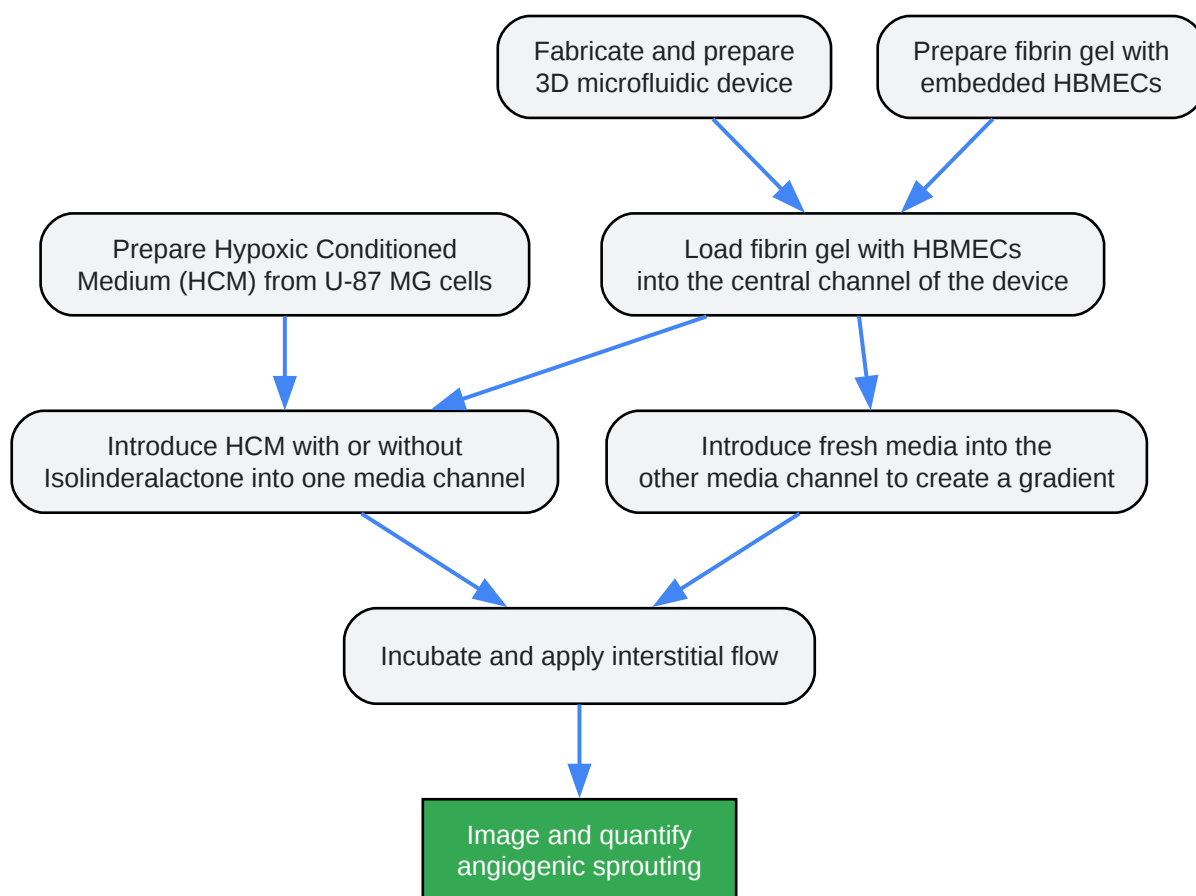 Fabricate and prepare
3D microfluidic device
Prepare fibrin gel with
embedded HBMECs
Prepare Hypoxic Conditioned
Medium (HCM) from U-87 MG cells
Load fibrin gel with HBMECs
into the central channel of the device
Introduce HCM with or without
Isolinderalactone into one media channel
Introduce fresh media into the
other media channel to create a gradient
Incubate and apply interstitial flow
Image and quantify
angiogenic sprouting